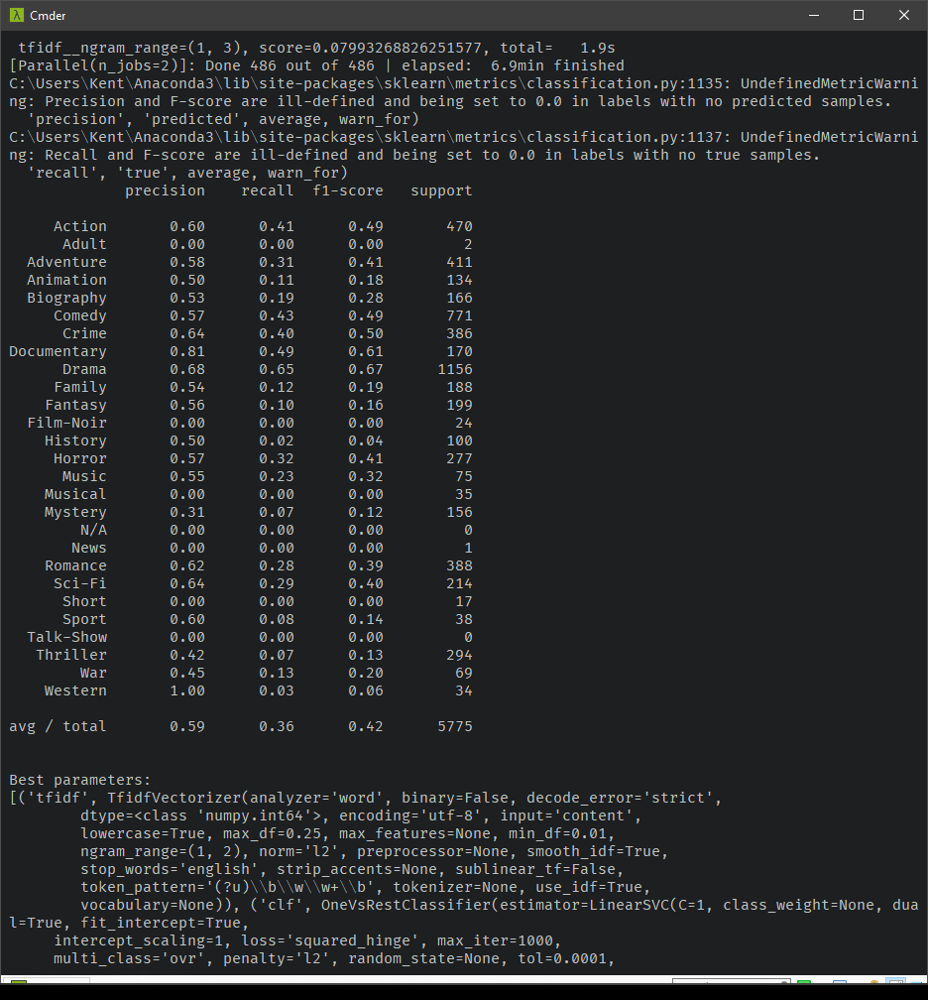 λ Cmder
tfidf__ngram_range=(1, 3), score=0.07993268826251577, total=   1.9s
[Parallel(n_jobs=2)]: Done 486 out of 486 | elapsed:  6.9min finished
C:\Users\Kent\Anaconda3\lib\site-packages\sklearn\metrics\classification.py:1135: UndefinedMetricWarni
ng: Precision and F-score are ill-defined and being set to 0.0 in labels with no predicted samples.
  'precision', 'predicted', average, warn_for)
C:\Users\Kent\Anaconda3\lib\site-packages\sklearn\metrics\classification.py:1137: UndefinedMetricWarni
ng: Recall and F-score are ill-defined and being set to 0.0 in labels with no true samples.
  'recall', 'true', average, warn_for)
             precision    recall  f1-score   support
     Action       0.60      0.41      0.49       470
      Adult       0.00      0.00      0.00         2
  Adventure       0.58      0.31      0.41       411
  Animation       0.50      0.11      0.18       134
  Biography       0.53      0.19      0.28       166
     Comedy       0.57      0.43      0.49       771
      Crime       0.64      0.40      0.50       386
Documentary       0.81      0.49      0.61       170
      Drama       0.68      0.65      0.67      1156
     Family       0.54      0.12      0.19       188
    Fantasy       0.56      0.10      0.16       199
  Film-Noir       0.00      0.00      0.00        24
    History       0.50      0.02      0.04       100
     Horror       0.57      0.32      0.41       277
      Music       0.55      0.23      0.32        75
    Musical       0.00      0.00      0.00        35
    Mystery       0.31      0.07      0.12       156
        N/A       0.00      0.00      0.00         0
       News       0.00      0.00      0.00         1
    Romance       0.62      0.28      0.39       388
     Sci-Fi       0.64      0.29      0.40       214
      Short       0.00      0.00      0.00        17
      Sport       0.60      0.08      0.14        38
  Talk-Show       0.00      0.00      0.00         0
   Thriller       0.42      0.07      0.13       294
        War       0.45      0.13      0.20        69
    Western       1.00      0.03      0.06        34
avg / total       0.59      0.36      0.42      5775
Best parameters:
[('tfidf', TfidfVectorizer(analyzer='word', binary=False, decode_error='strict',
        dtype=<class 'numpy.int64'>, encoding='utf-8', input='content',
        lowercase=True, max_df=0.25, max_features=None, min_df=0.01,
        ngram_range=(1, 2), norm='l2', preprocessor=None, smooth_idf=True,
        stop_words='english', strip_accents=None, sublinear_tf=False,
        token_pattern='(?u)\\b\\w\\w+\\b', tokenizer=None, use_idf=True,
        vocabulary=None)), ('clf', OneVsRestClassifier(estimator=LinearSVC(C=1, class_weight=None, dua
l=True, fit_intercept=True,
     intercept_scaling=1, loss='squared_hinge', max_iter=1000,
     multi_class='ovr', penalty='l2', random_state=None, tol=0.0001,